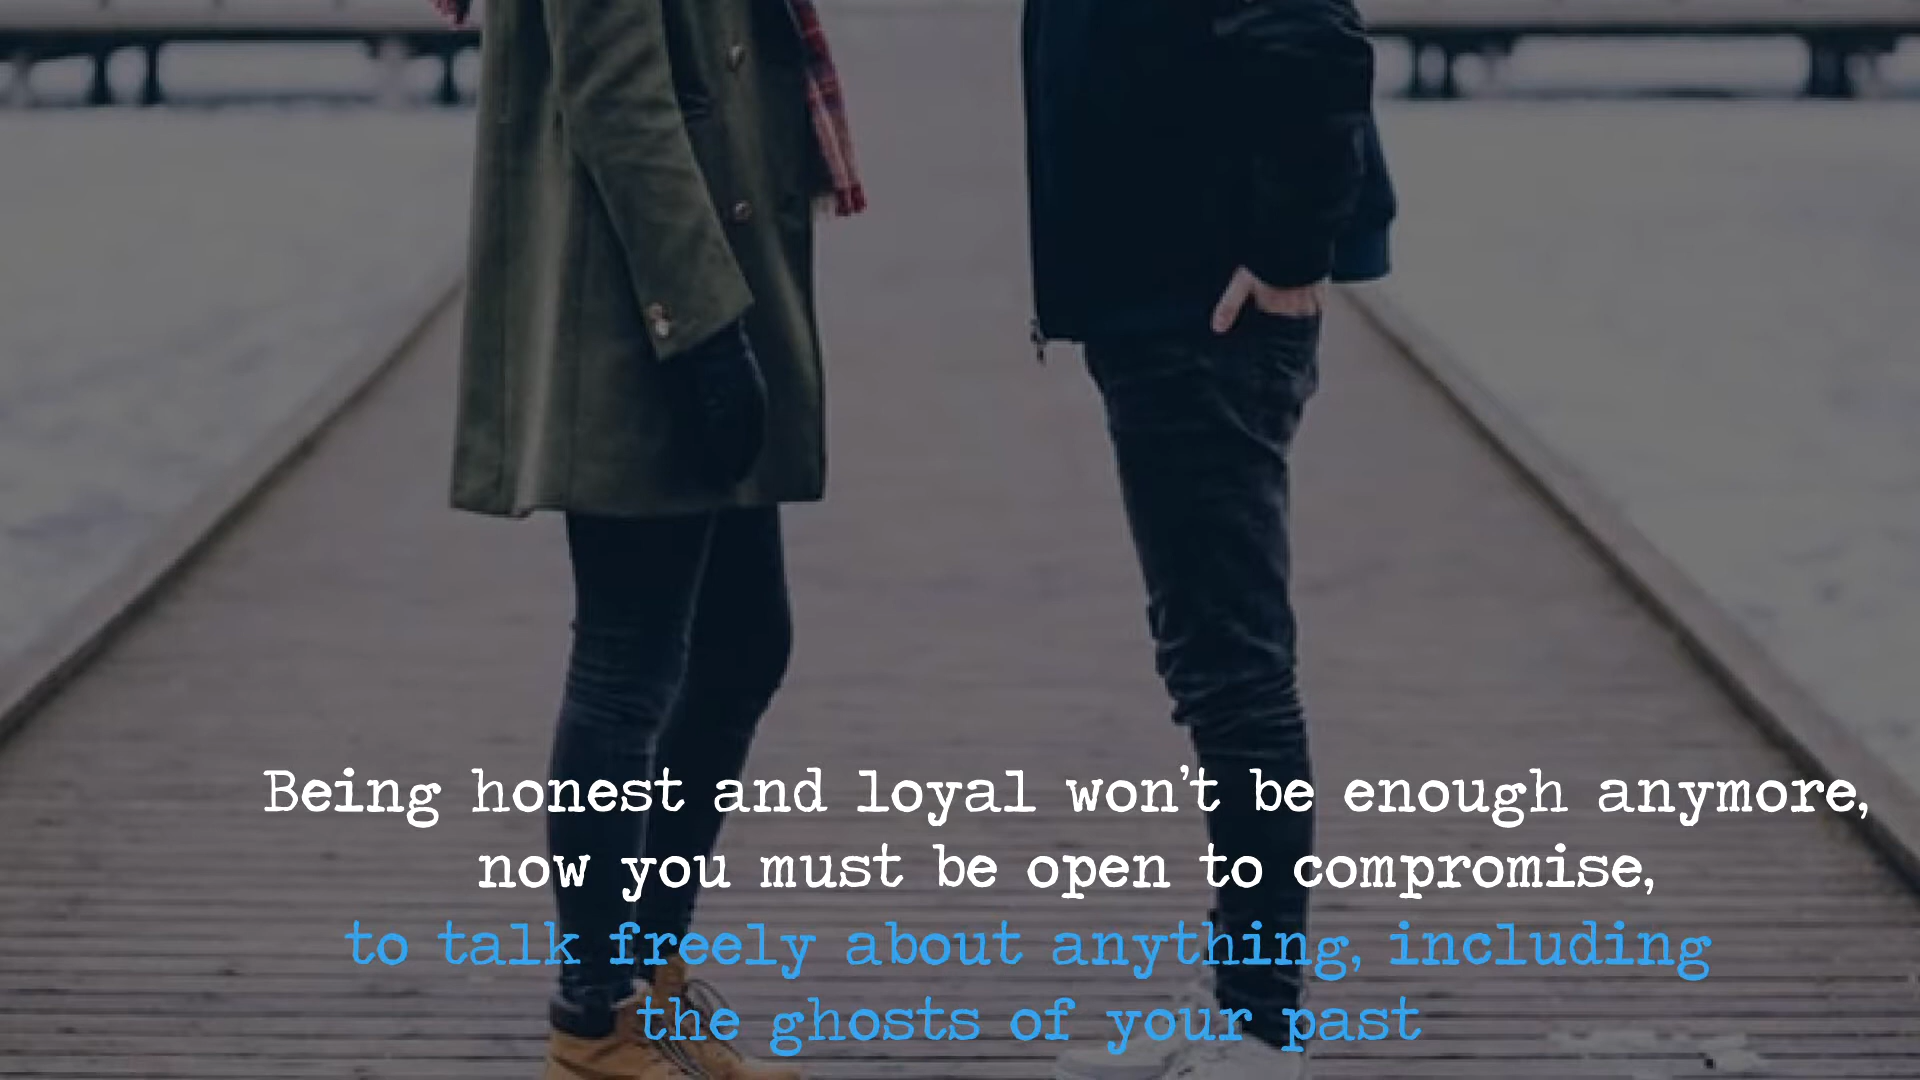 Being honest and loyal won't be enough anymore,
now you must be open to compromise,
to talk freely about anything, including
the ghosts of your past